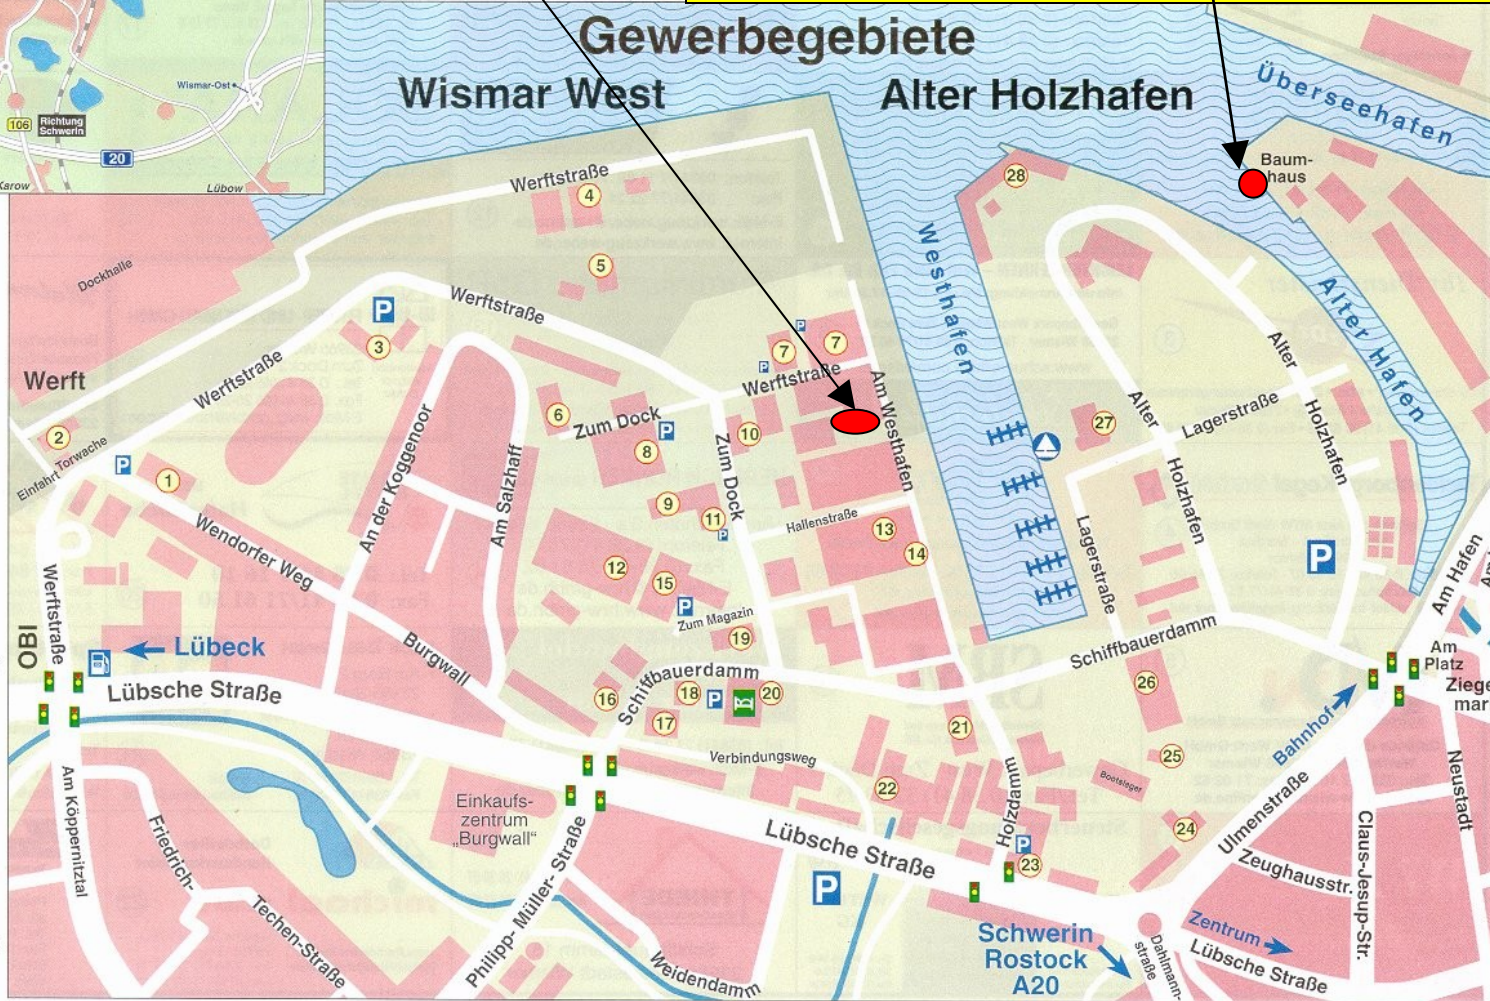 Gewerbegebiete
Wismar West
Alter Holzhafen
Überseehafen
Wismar-Ost
106
Richtung
Schwerin
20
Karow
Lübow
Baum-
haus
Werftstraße
4
28
5
Dockhalle
Westhafen
Alter Hafen
P
3
Werftstraße
P
7
7
P
Werftstraße
Werft
Werftstraße
Am Westhafen
Alter
Holzhafen
Alter
Holzhafen
Lagerstraße
6
Zum Dock
P
8
10
27
2
Einfahrt Torwache
P
1
An der Koggenoor
Am Salzhaff
Zum Dock
9
11
P
Hallenstraße
13
14
Wendorfer Weg
12
15
P
Zum Magazin
19
Lagerstraße
P
Am Hafen
Werftstraße
OBI
Lübeck
Burgwall
Schiffbauerdamm
Schiffbauerdamm
Am
Platz
Ziege
mar
Lübsche Straße
16
18
P
20
17
26
21
Bahnhof
25
Verbindungsweg
22
Bootslager
Holzdamm
Neustadt
Am Köppernitztal
Einkaufs-
zentrum
„Burgwall“
Friedrich-
Techen-Straße
Philipp- Müller- Straße
Lübsche Straße
P
23
24
Ulmenstraße
Zeughausstr.
Claus-Jesup-Str.
P
Weidendamm
Schwerin
Rostock
A20
Dahlmann-
straße
Zentrum
Lübsche Straße